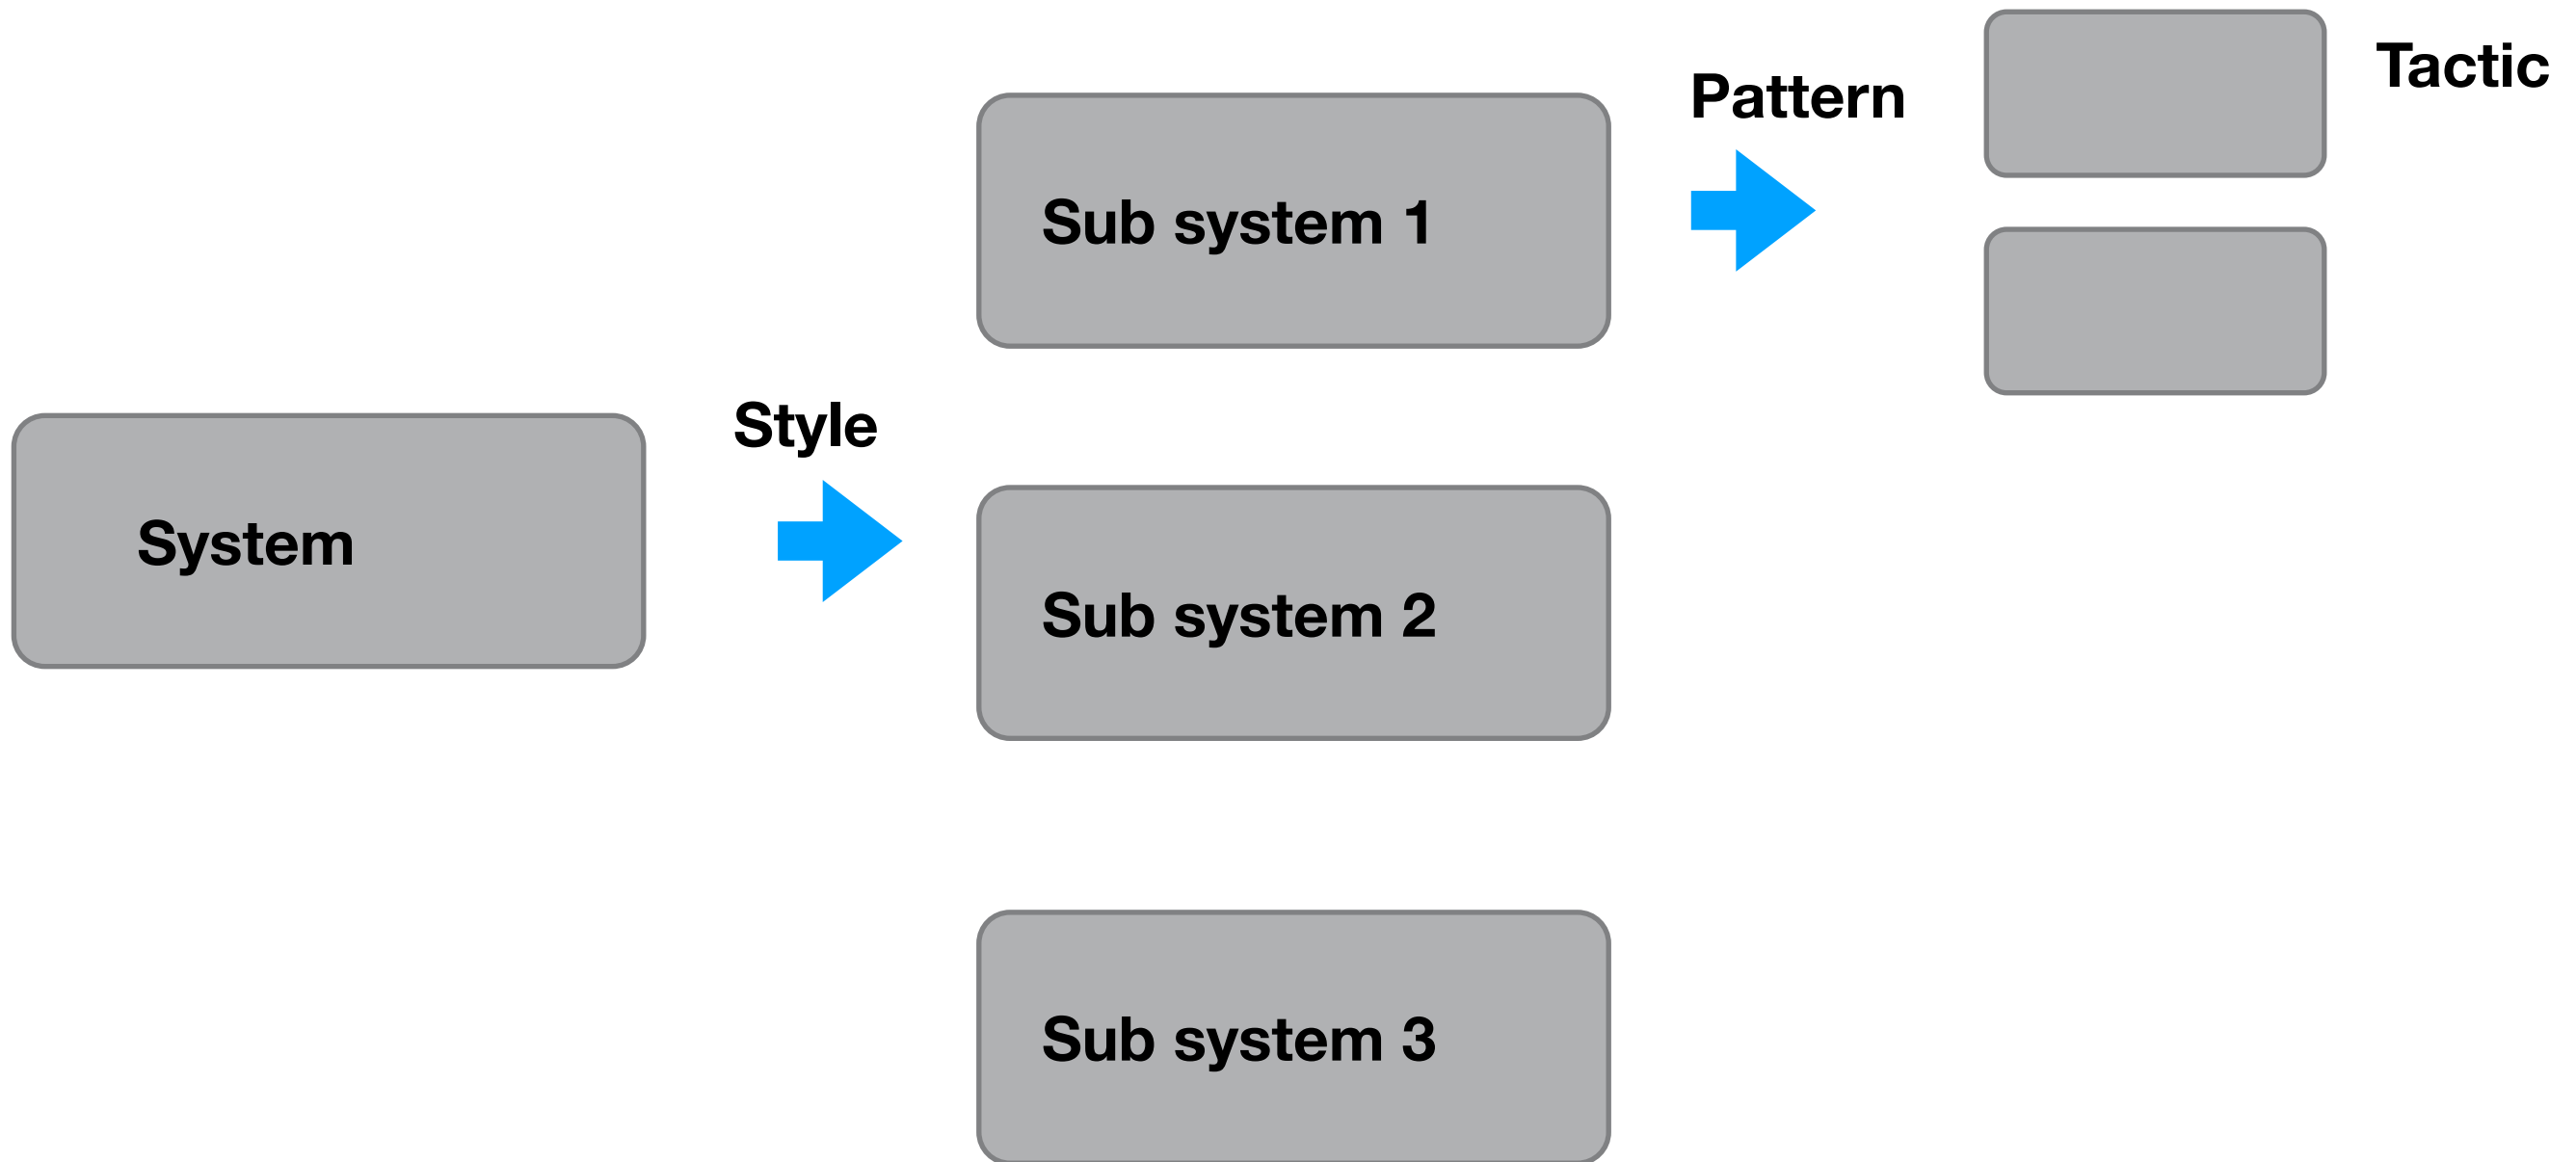 System
Style
Sub system 1
Sub system 2
Sub system 3
Pattern
Tactic